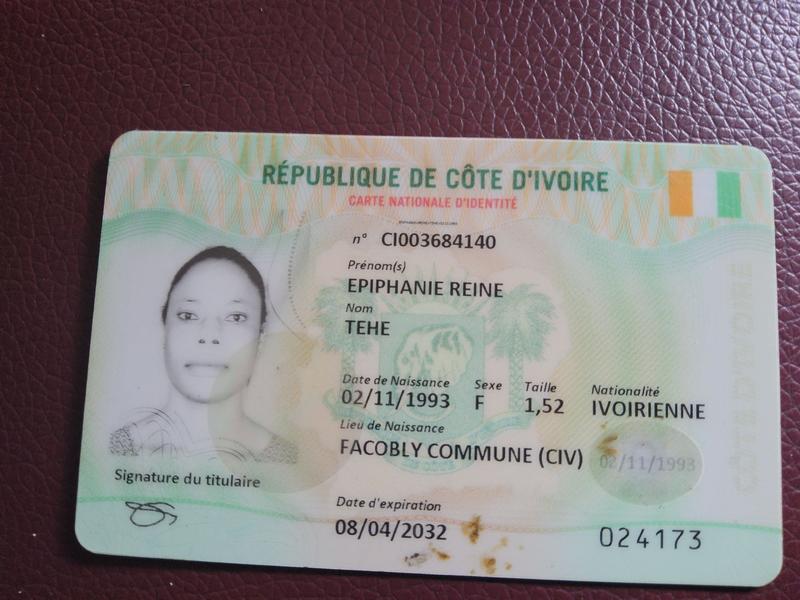 RÉPUBLIQUE DE CÔTE D'IVOIRE
CARTE NATIONALE D'IDENTITÉ
n° CI003684140
Prénom(s)
EPIPHANIE REINE
Nom
TEHE
Date de Naissance Sexe Taille Nationalité
02/11/1993 F 1,52 IVOIRIENNE
Lieu de Naissance
FACOBLY COMMUNE (CIV)
02/11/1993
Signature du titulaire
Date d'expiration
08/04/2032
024173